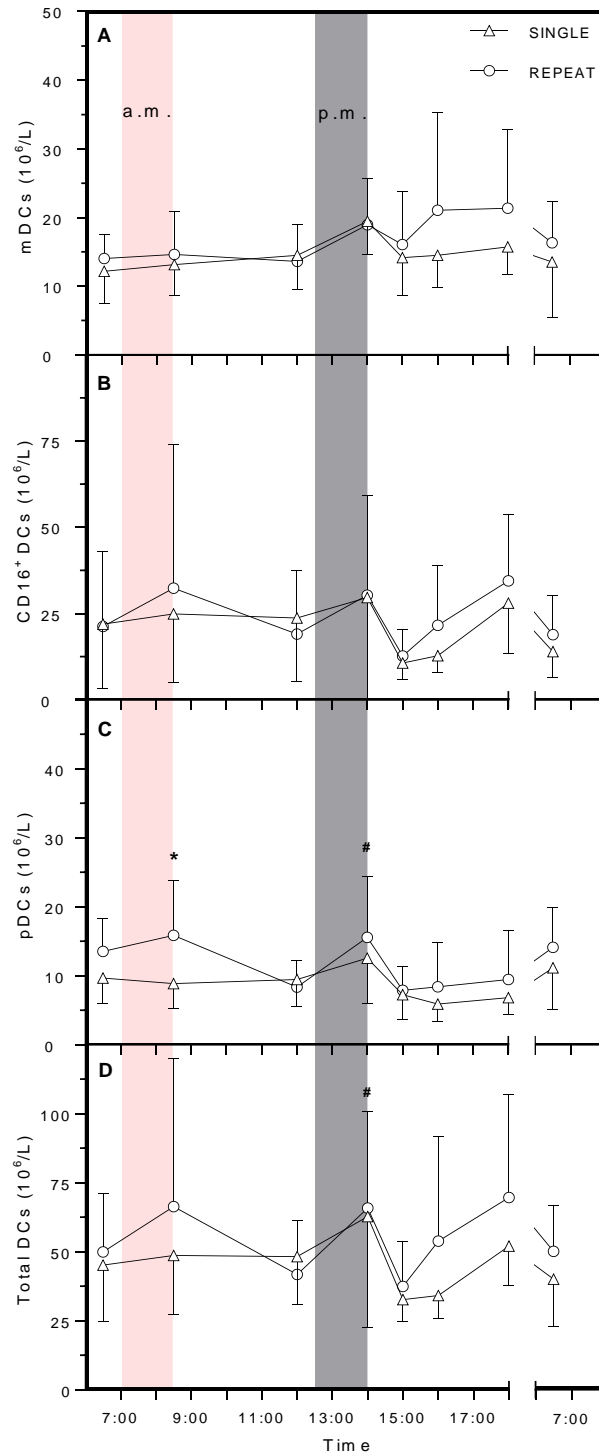 A
SINGLE
REPEAT
a.m.
p.m.
mDCs (10⁶/L)
50
40
30
20
10
0
B
CD16⁺ DCs (10⁶/L)
75
50
25
0
C
pDCs (10⁶/L)
40
30
20
10
0
*
#
D
Total DCs (10⁶/L)
100
75
50
25
0
#
7:00 9:00 11:00 13:00 15:00 17:00 7:00
Time